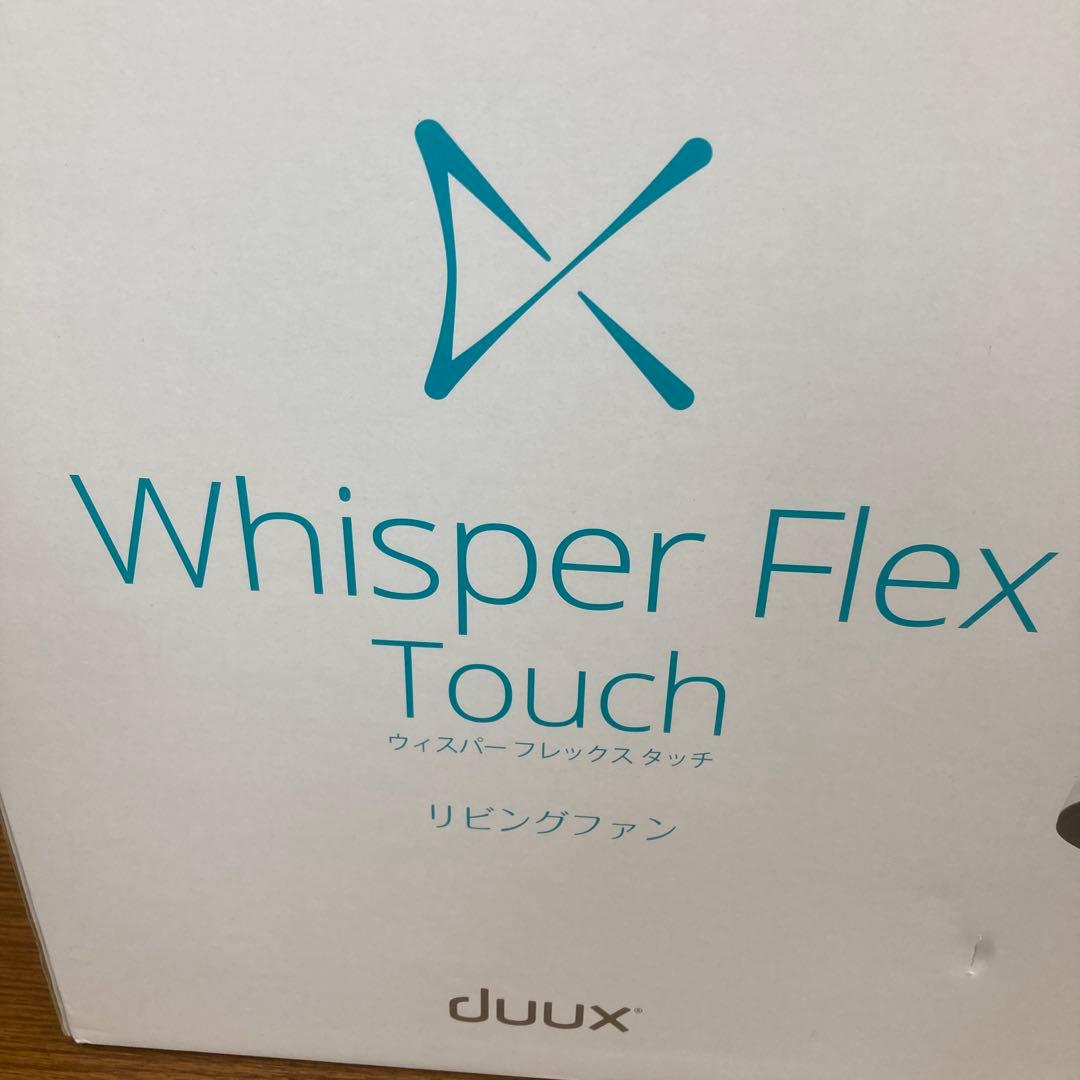 Whisper Flex
Touch
ウィスパー フレックス タッチ
リビングファン
duux®